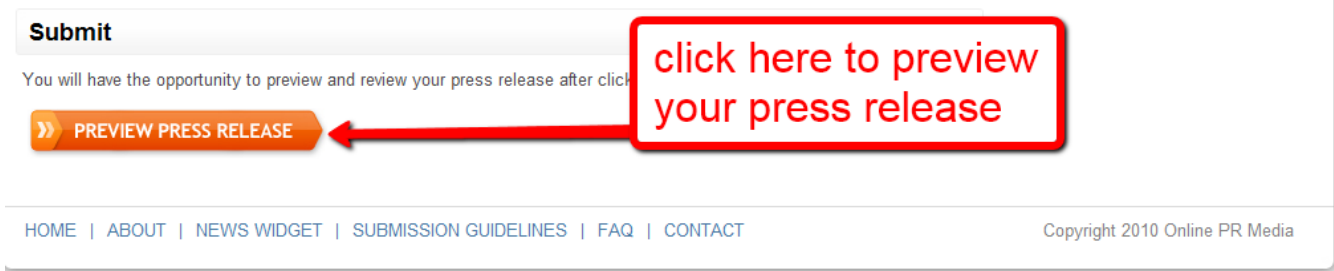 Submit
You will have the opportunity to preview and review your press release after click
click here to preview
your press release
PREVIEW PRESS RELEASE
HOME | ABOUT | NEWS WIDGET | SUBMISSION GUIDELINES | FAQ | CONTACT
Copyright 2010 Online PR Media